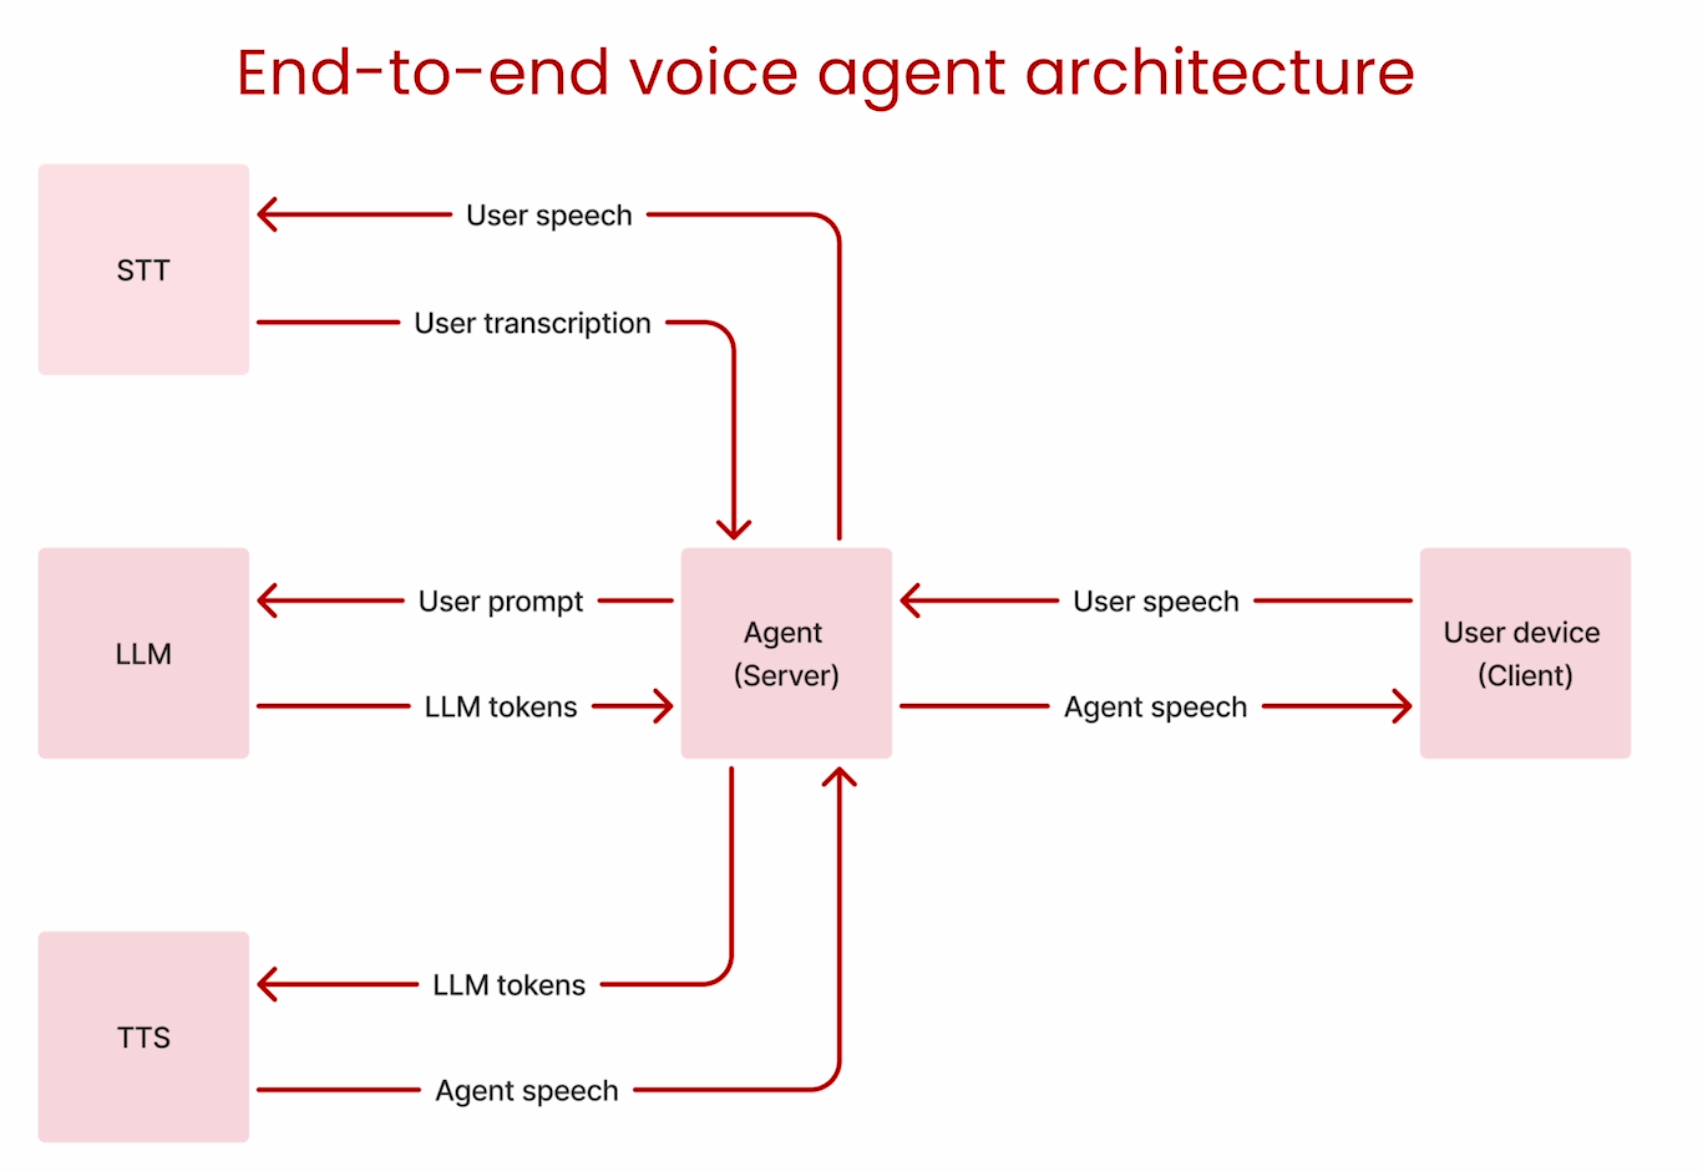 End-to-end voice agent architecture
STT
User speech
User transcription
LLM
User prompt
LLM tokens
Agent
(Server)
User speech
Agent speech
User device
(Client)
TTS
LLM tokens
Agent speech